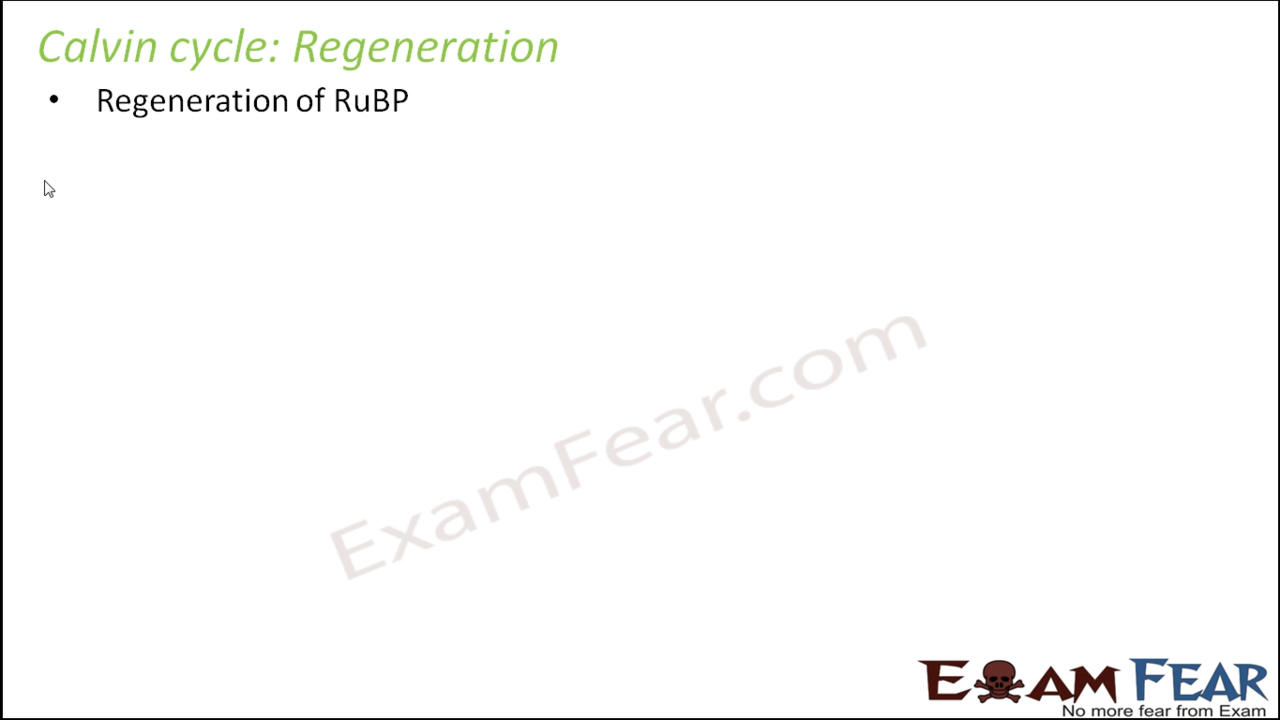 Calvin cycle: Regeneration
• Regeneration of RuBP
ExamFear.com
EXAM FEAR
No more fear from Exam